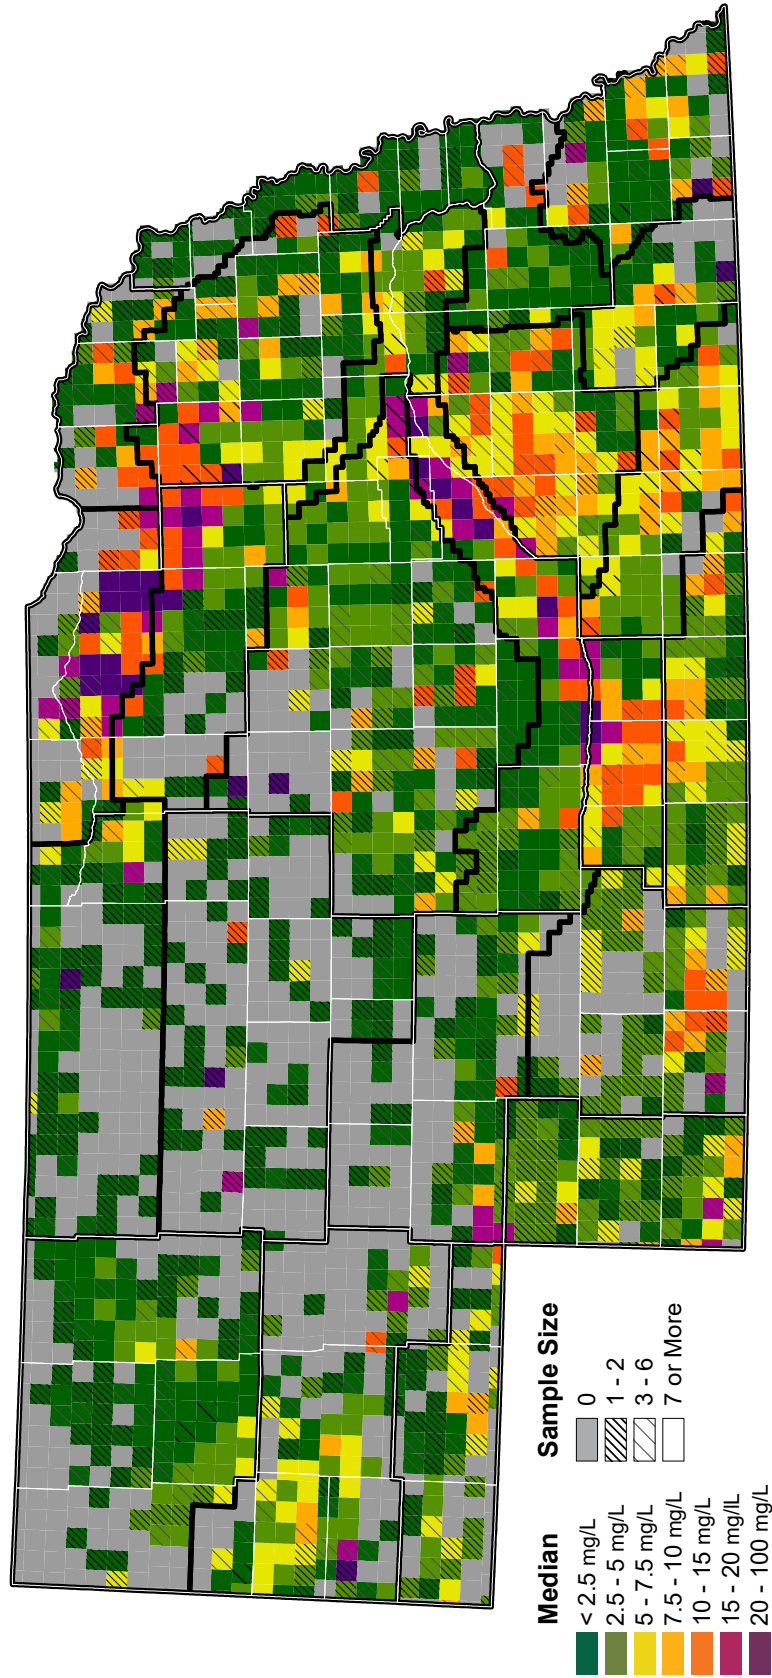 Median
< 2.5 mg/L
2.5 - 5 mg/L
5 - 7.5 mg/L
7.5 - 10 mg/L
10 - 15 mg/L
15 - 20 mg/lL
20 - 100 mg/L
Sample Size
0
1 - 2
3 - 6
7 or More